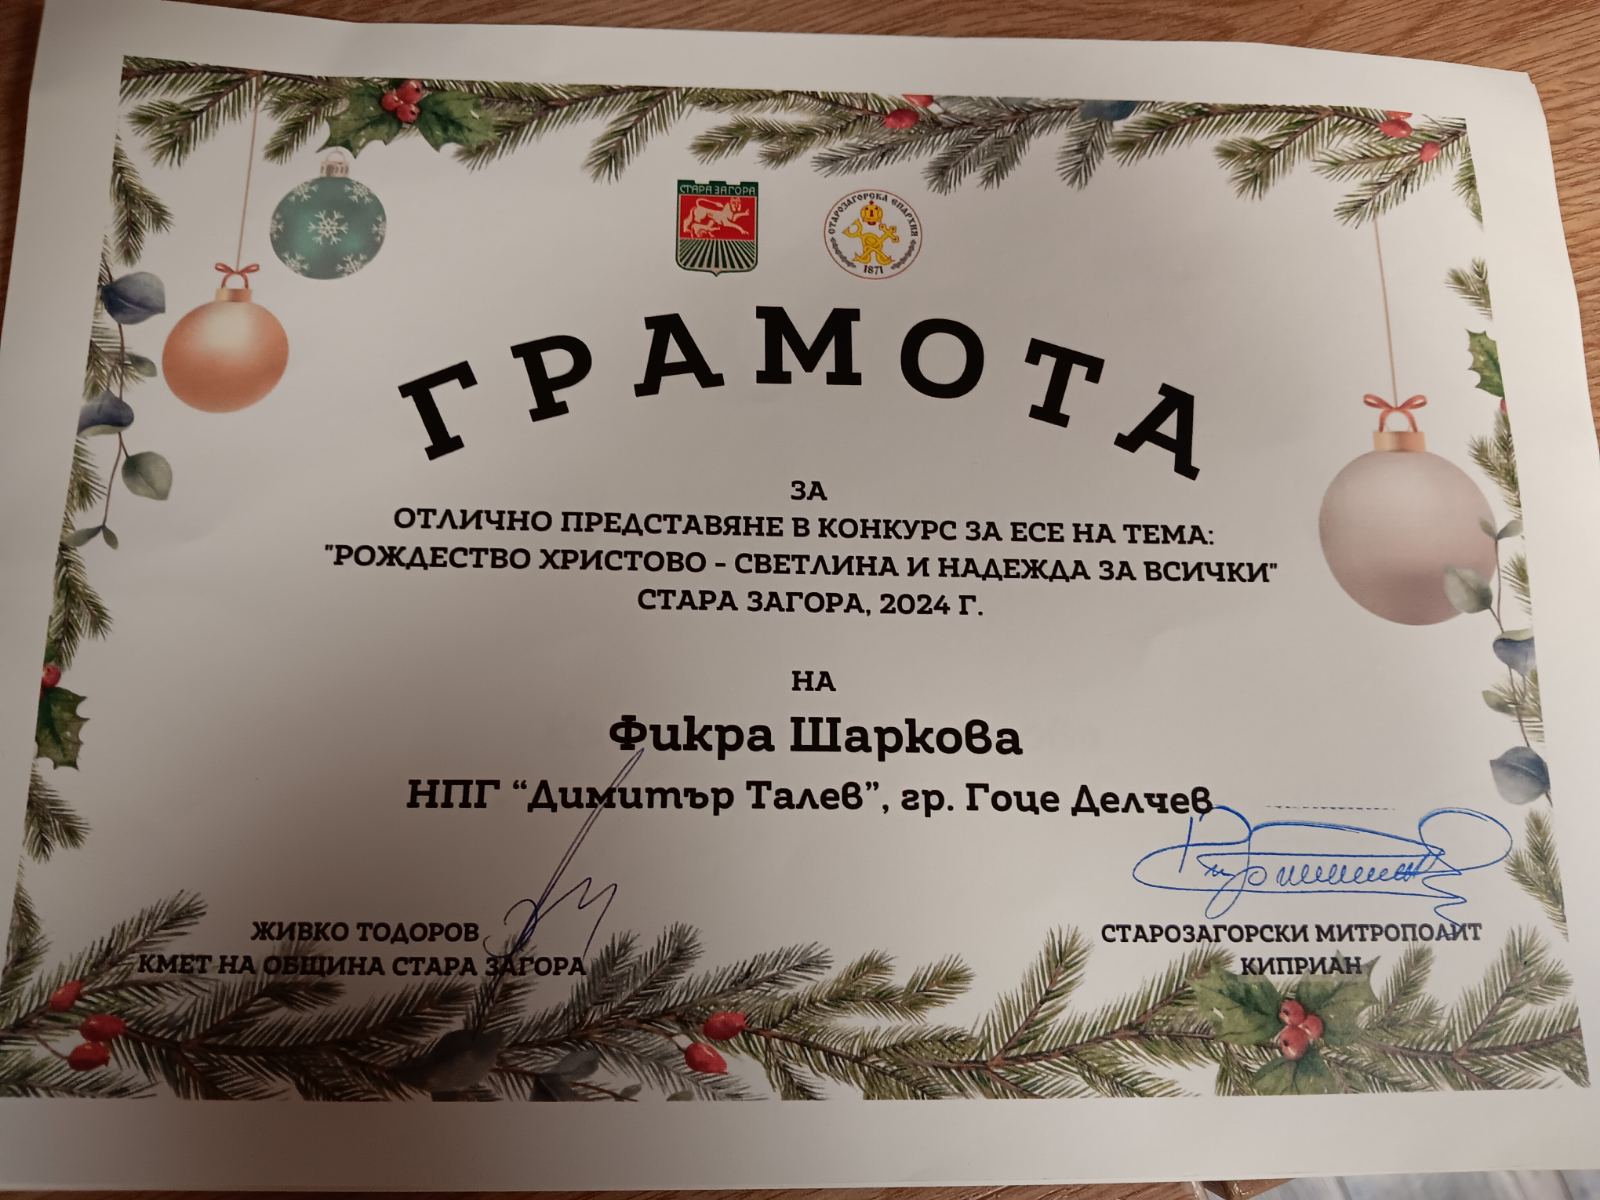 СТАРА ЗАГОРА
СТАРОЗАГОРСКА ЕПАРХИЯ
1871
ГРАМОТА
ЗА
ОТЛИЧНО ПРЕДСТАВЯНЕ В КОНКУРС ЗА ЕСЕ НА ТЕМА:
"РОЖДЕСТВО ХРИСТОВО - СВЕТЛИНА И НАДЕЖДА ЗА ВСИЧКИ"
СТАРА ЗАГОРА, 2024 Г.
НА
Фикра Шаркова
НПГ “Димитър Талев”, гр. Гоце Делчев
ЖИВКО ТОДОРОВ
КМЕТ НА ОБЩИНА СТАРА ЗАГОРА
СТАРОЗАГОРСКИ МИТРОПОЛИТ
КИПРИАН